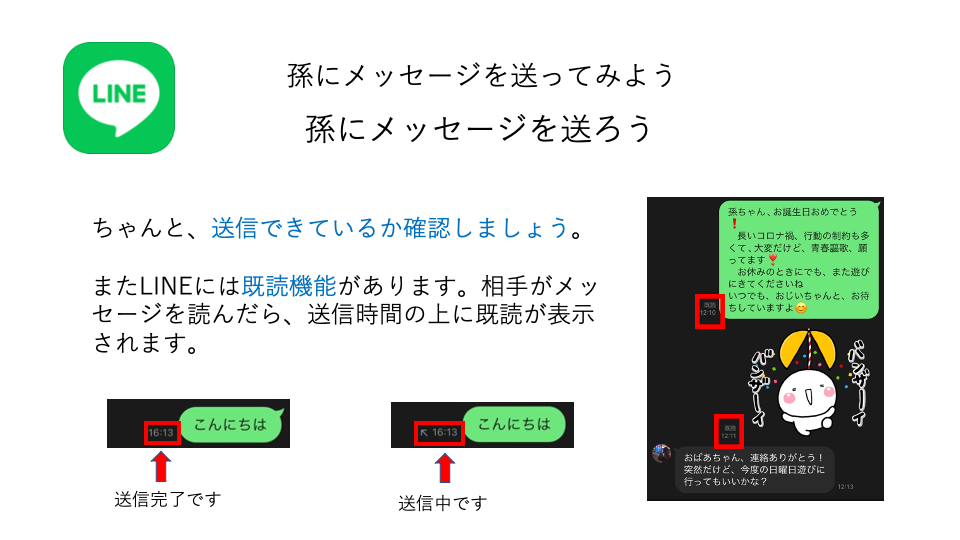 LINE
孫にメッセージを送ってみよう
孫にメッセージを送ろう
ちゃんと、送信できているか確認しましょう。
またLINEには既読機能があります。相手がメッ
セージを読んだら、送信時間の上に既読が表示
されます。
16:13 こんにちは
送信完了です
16:13 こんにちは
送信中です
孫ちゃん、お誕生日おめでとう
❗
長いコロナ禍、行動の制約も多
くて、大変だけど、青春謳歌、願
ってます❣
お休みのときにでも、また遊び
にきてくださいね
いつでも、おじいちゃんと、お待
ちしていますよ😊
既読
12:10
バンザーイ
バンザーイ
既読
12:11
おばあちゃん、連絡ありがとう！
突然だけど、今度の日曜日遊びに
行ってもいいかな？
12:13